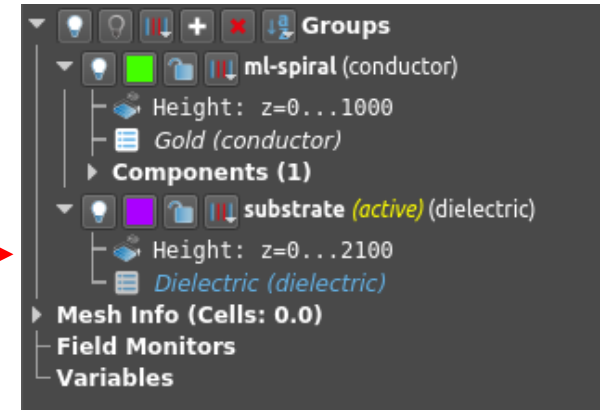 Groups
ml-spiral (conductor)
Height: z=0...1000
Gold (conductor)
Components (1)
substrate (active) (dielectric)
Height: z=0...2100
Dielectric (dielectric)
Mesh Info (Cells: 0.0)
Field Monitors
Variables